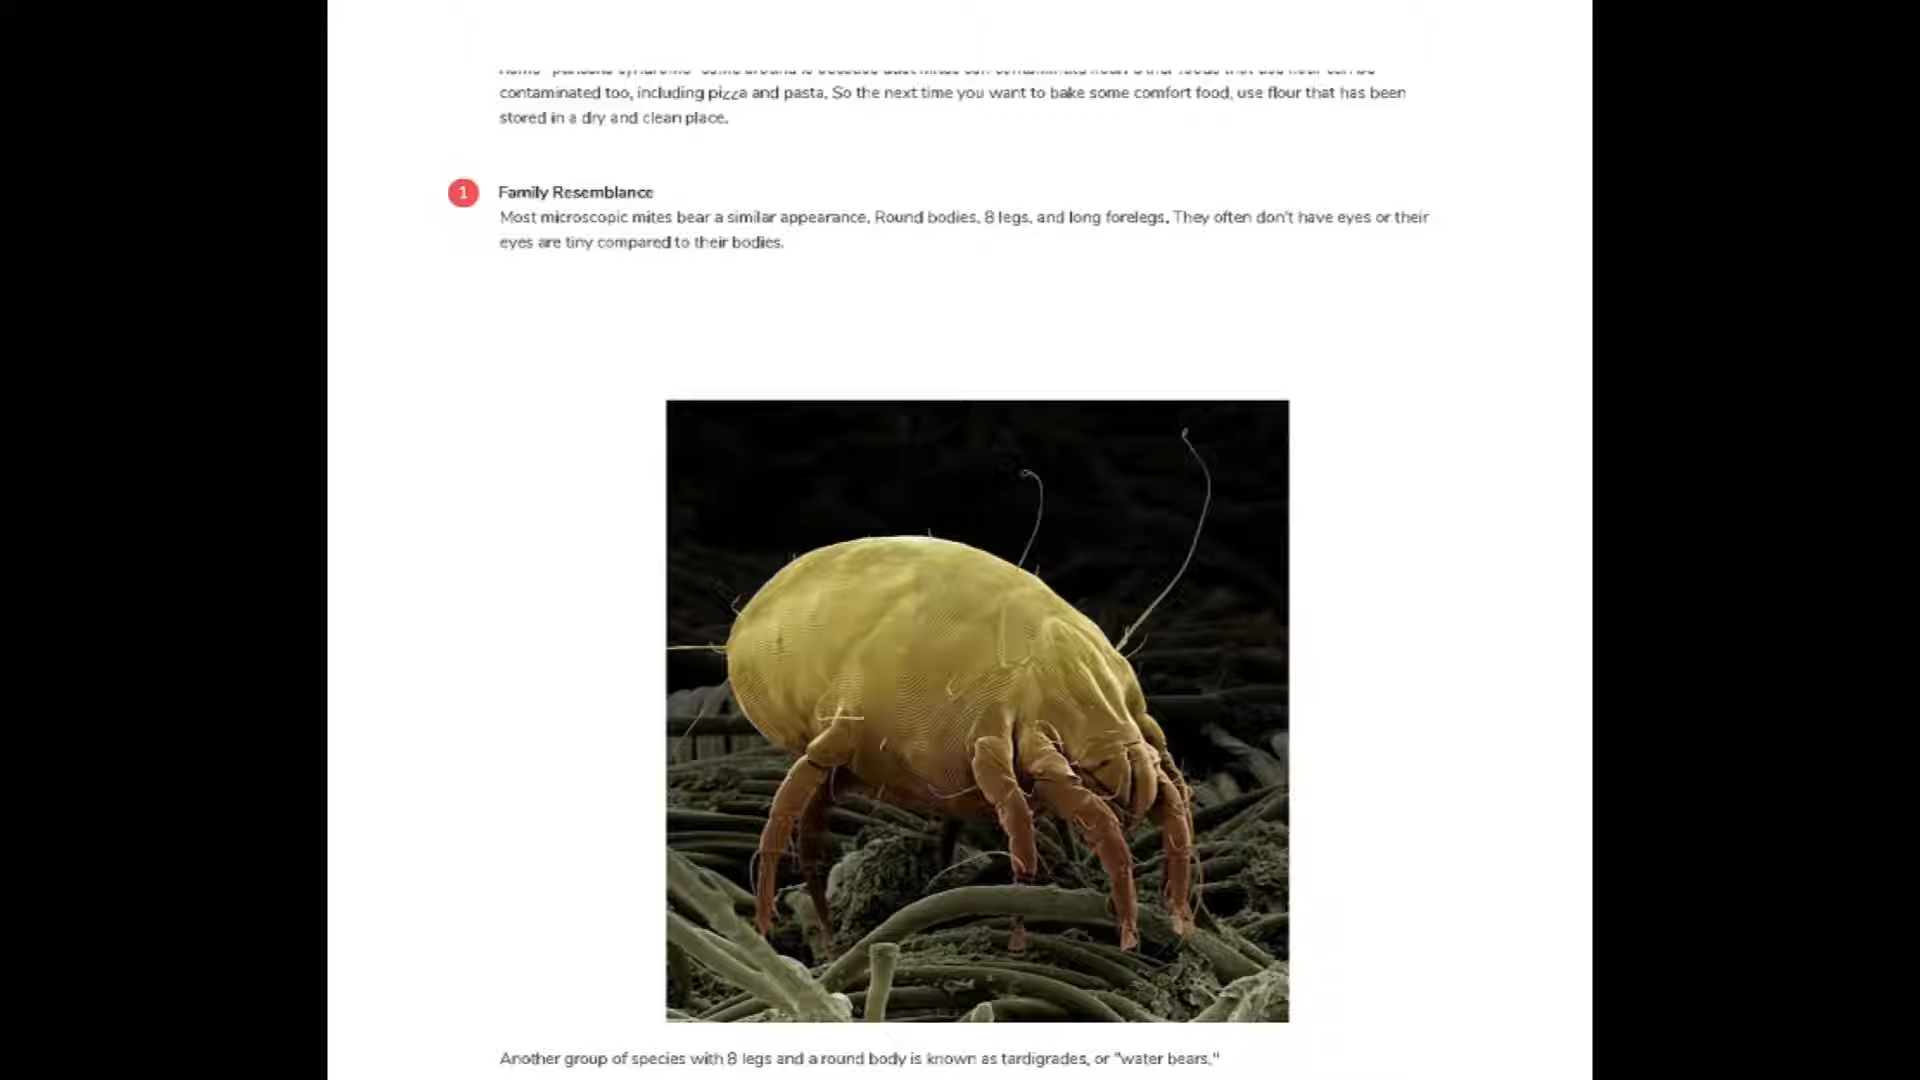 contaminated too, including pizza and pasta. So the next time you want to bake some comfort food, use flour that has been
stored in a dry and clean place.
1
Family Resemblance
Most microscopic mites bear a similar appearance. Round bodies, 8 legs, and long forelegs. They often don't have eyes or their
eyes are tiny compared to their bodies.
Another group of species with 8 legs and a round body is known as tardigrades, or "water bears."